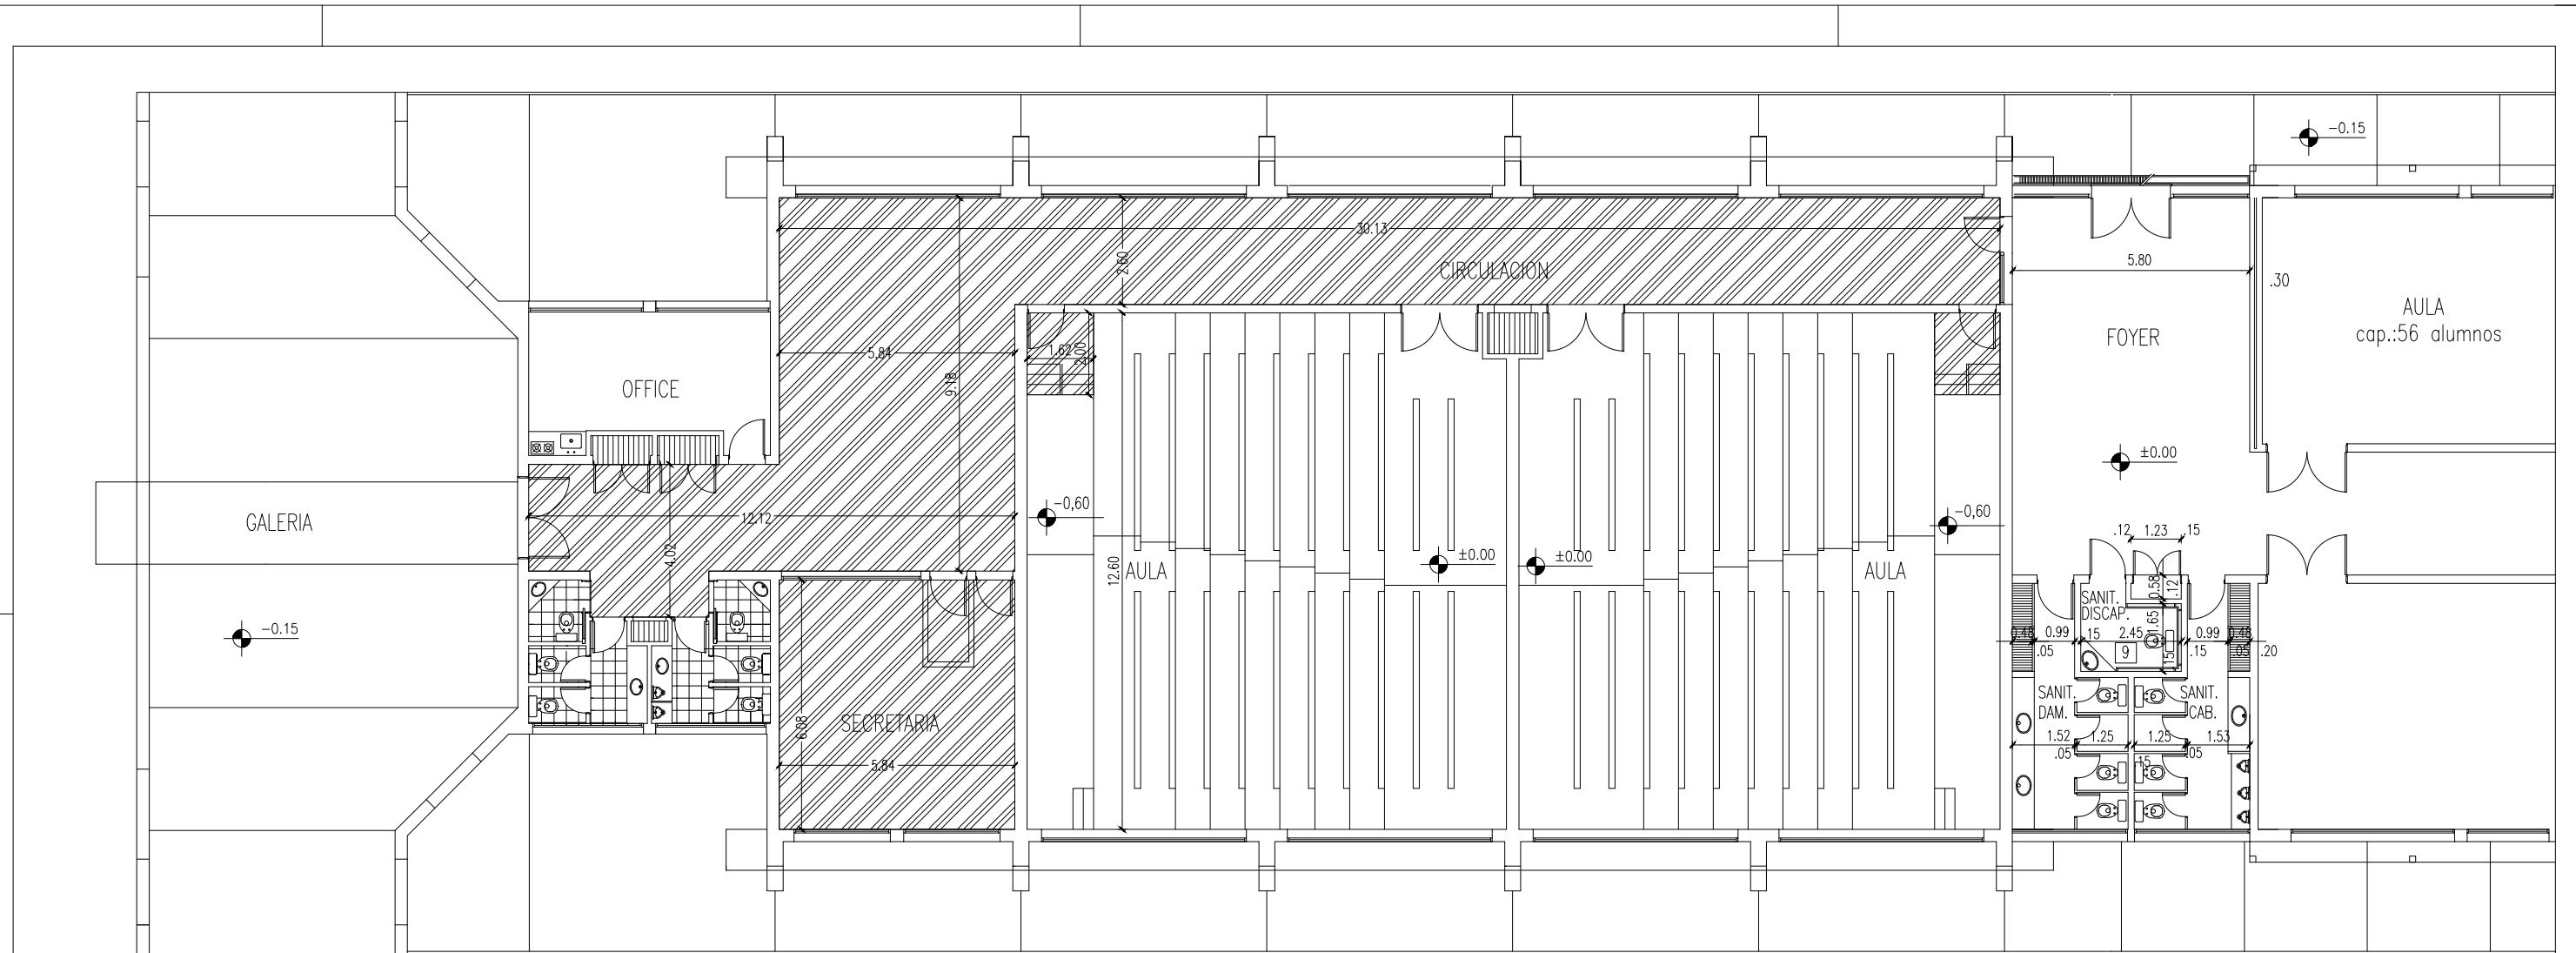 -0.15
30.13
2.60
CIRCULACION
5.80
.30
AULA
cap.:56 alumnos
FOYER
5.84
1.62
2.00
9.18
OFFICE
±0.00
-0,60
-0,60
GALERIA
12.12
4.02
.12 1.23 .15
±0.00
±0.00
12.60
AULA
AULA
0.58
.12
SANIT.
DISCAP.
1.65
-0.15
0.48 0.99 .15 2.45 0.99 0.48
.05 9 .15 .15 .05 .20
SANIT.
DAM.
SANIT.
CAB.
SECRETARIA
6.08
5.84
1.52 1.25 1.25 1.53
.05 .15 .05